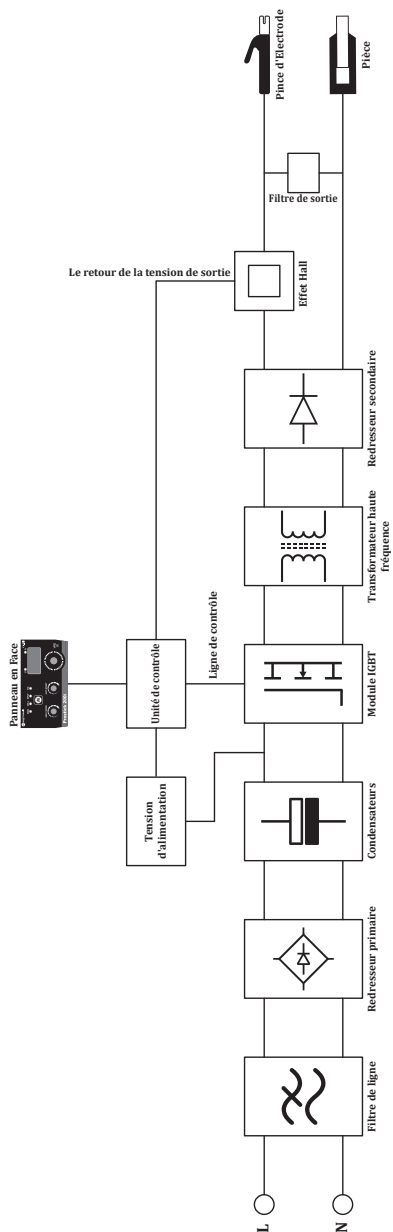 Pince d'Electrode
Pièce
Filtre de sortie
Le retour de la tension de sortie
Effet Hall
Redresseur secondaire
Transformateur haute
fréquence
Panneau en Face
Unité de contrôle
Ligne de contrôle
Module IGBT
Tension
d'alimentation
Condensateurs
Redresseur primaire
Filtre de ligne
L
N